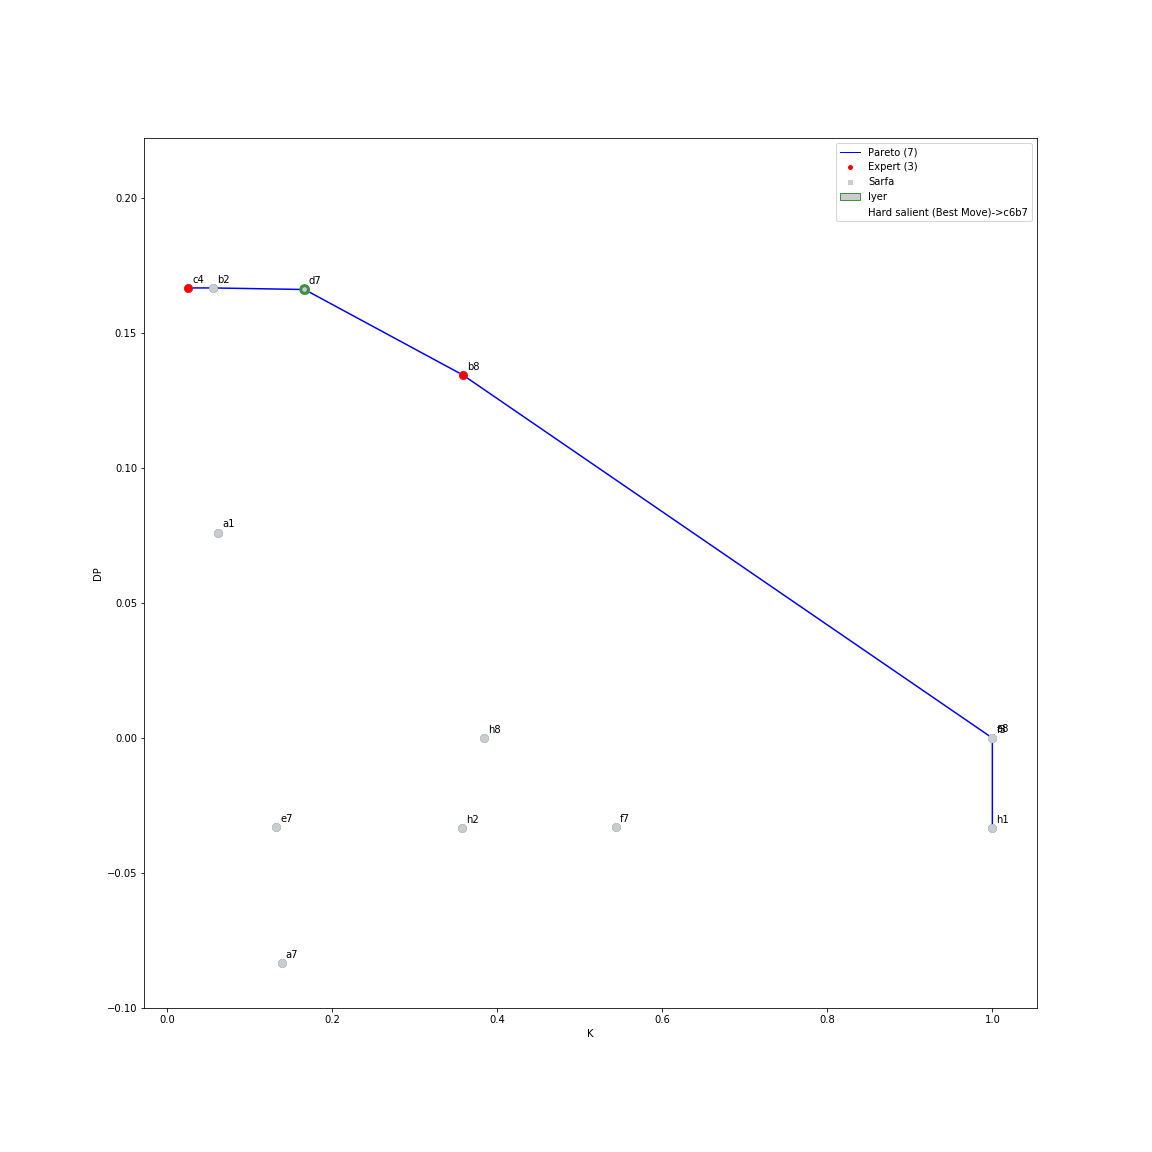 Pareto (7)
Expert (3)
Sarfa
Iyer
Hard salient (Best Move)->c6b7
0.20
c4
b2
d7
0.15
b8
0.10
a1
DP
0.05
h8
0.00
e7
h2
f7
h1
−0.05
a7
−0.10
0.0
0.2
0.4
0.6
0.8
1.0
K